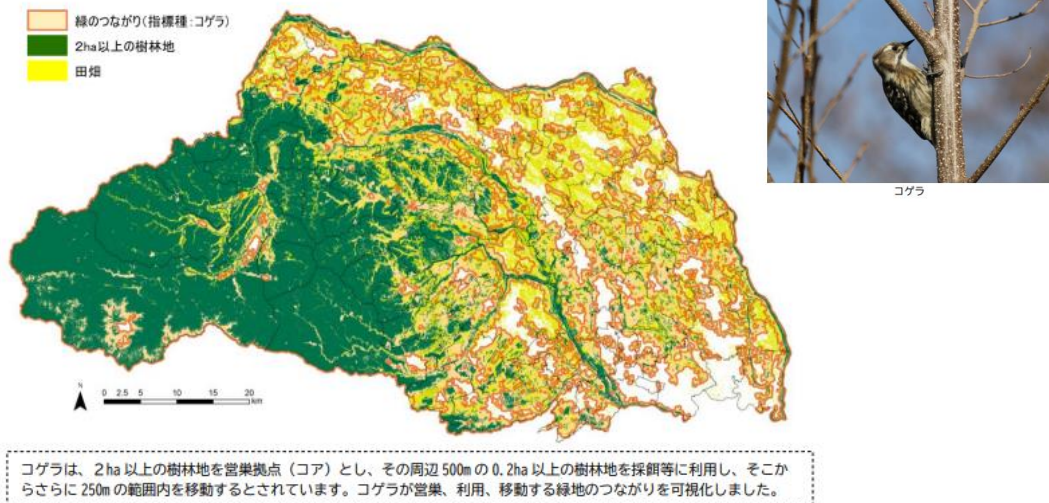 緑のつながり(指標種:コゲラ)
2ha以上の樹林地
田畑
コゲラ
N
0 2.5 5 10 15 20
km
コゲラは、2ha以上の樹林地を営巣拠点(コア)とし、その周辺500mの0.2ha以上の樹林地を採餌等に利用し、そこか
らさらに250mの範囲内を移動するとされています。コゲラが営巣、利用、移動する緑地のつながりを可視化しました。